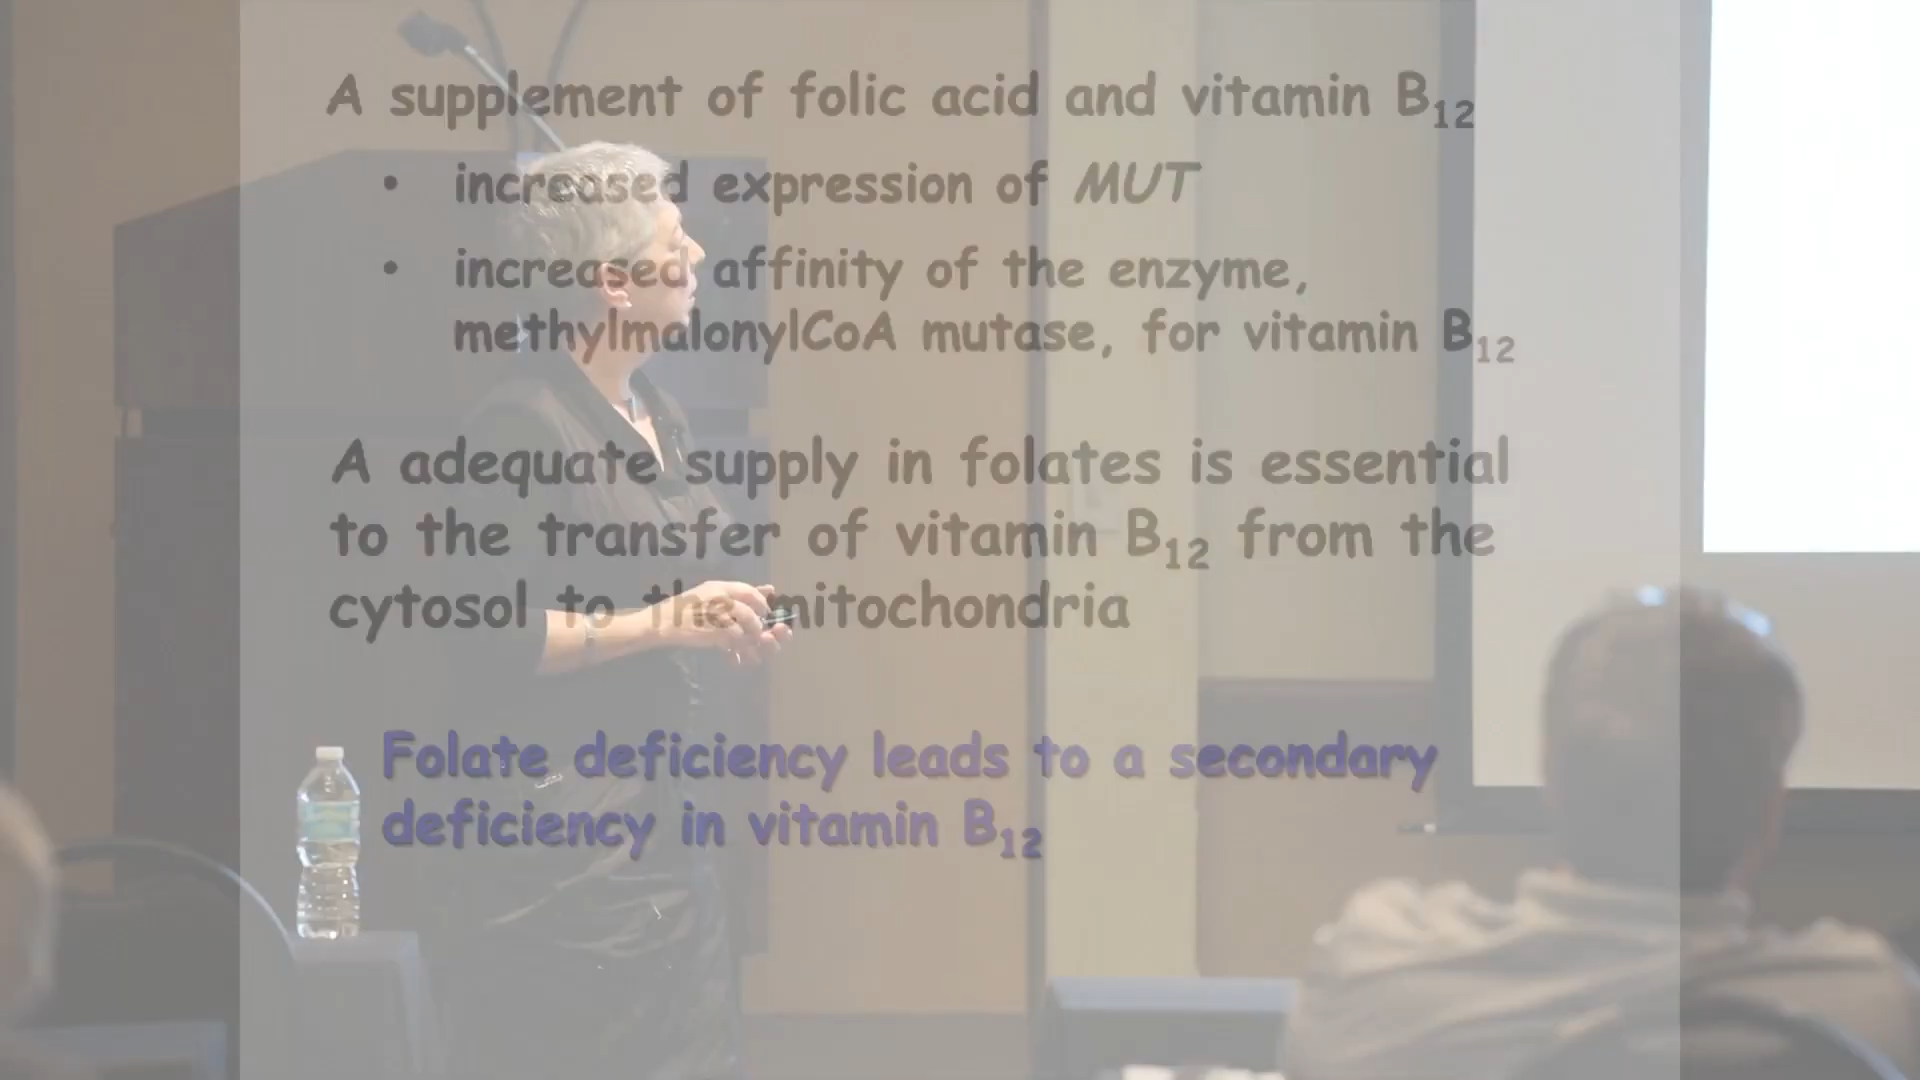 A supplement of folic acid and vitamin B12
• increased expression of MUT
• increased affinity of the enzyme,
methylmalonylCoA mutase, for vitamin B12
A adequate supply in folates is essential
to the transfer of vitamin B12 from the
cytosol to the mitochondria
Folate deficiency leads to a secondary
deficiency in vitamin B12